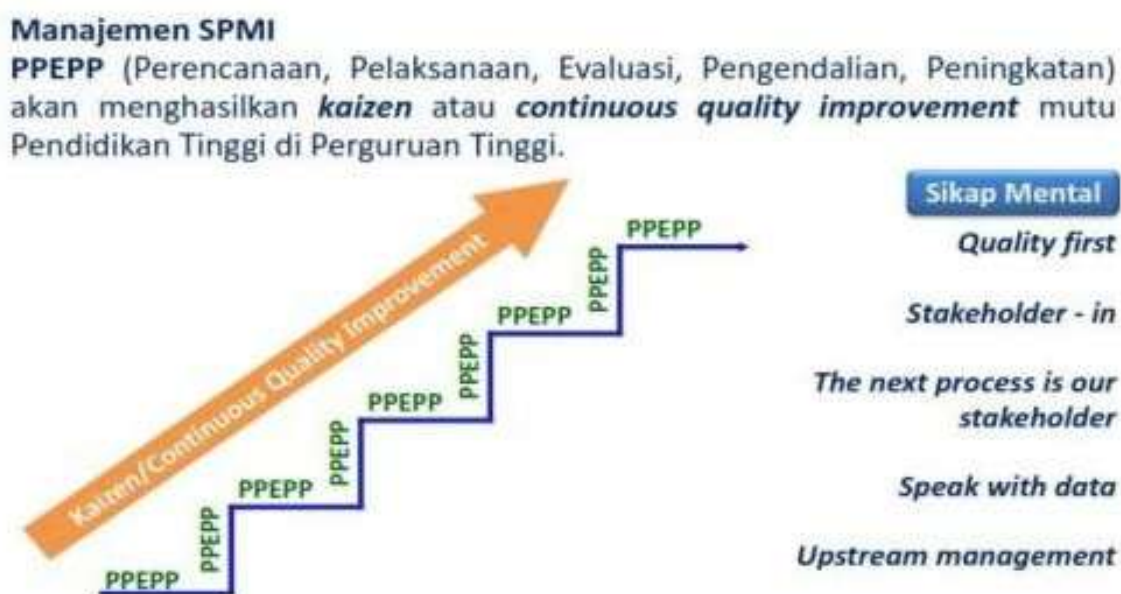 Manajemen SPMI
PPEPP (Perencanaan, Pelaksanaan, Evaluasi, Pengendalian, Peningkatan)
akan menghasilkan kaizen atau continuous quality improvement mutu
Pendidikan Tinggi di Perguruan Tinggi.
Sikap Mental
Quality first
Stakeholder - in
The next process is our
stakeholder
Speak with data
Upstream management
Kaizen/Continuous Quality Improvement
PPEPP
PPEPP
PPEPP
PPEPP
PPEPP
PPEPP
PPEPP
PPEPP
PPEPP